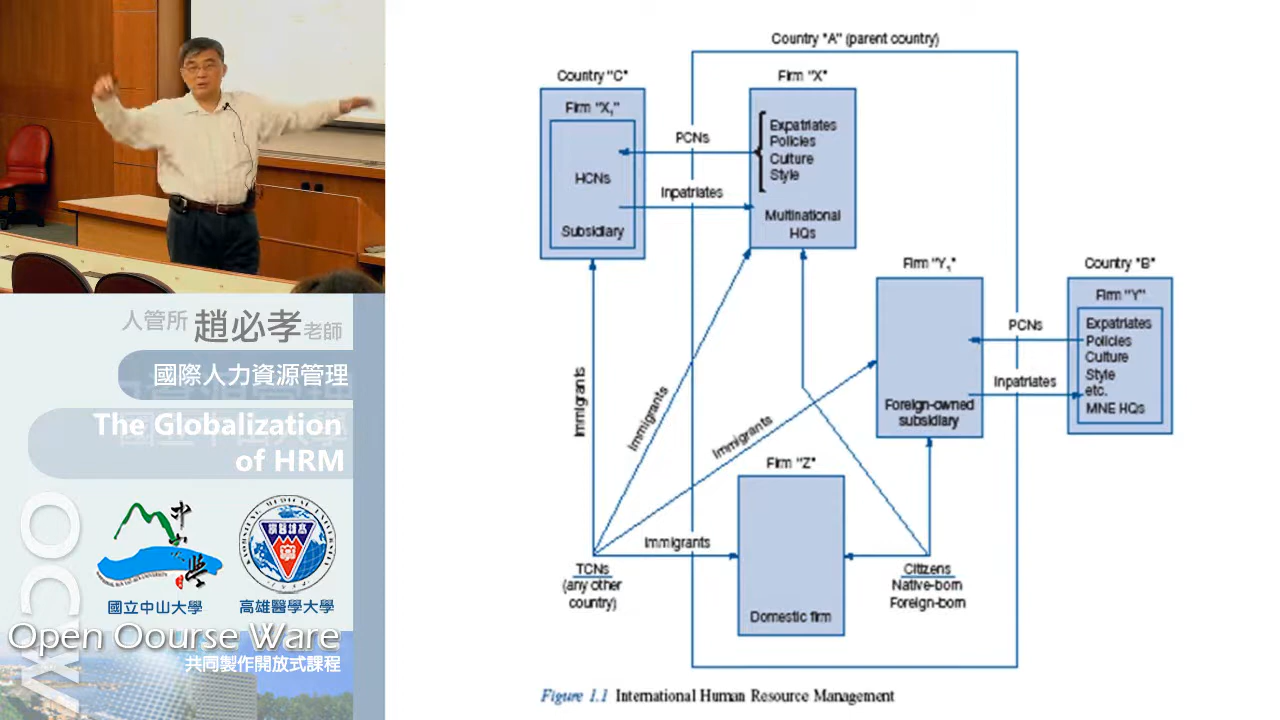 人管所 趙必孝老師
國際人力資源管理
The Globalization
of HRM
OCW
中山大學
國立中山大學
高雄醫學大學
Open Oourse Ware
共同製作開放式課程
Country "A" (parent country)
Country "C"
Firm "X"
Firm "X₁"
PCNs
Expatriates
Policies
Culture
Style
HCNs
Inpatriates
Multinational
HQs
Subsidiary
Firm "Y₁"
Country "B"
Firm "Y"
PCNs
Expatriates
Policies
Culture
Style
etc.
MNE HQs
Inpatriates
Foreign-owned
subsidiary
Immigrants
Immigrants
Immigrants
Firm "Z"
Immigrants
TCNs
(any other
country)
Citizens
Native-born
Foreign-born
Domestic firm
Figure 1.1 International Human Resource Management